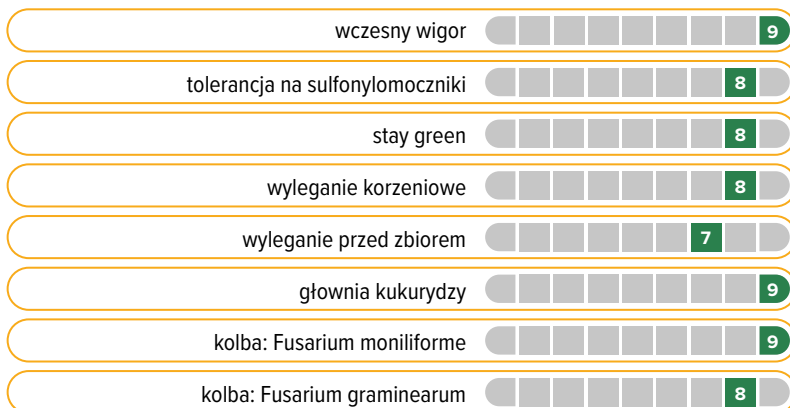 wczesny wigor 9
tolerancja na sulfonylomoczniki 8
stay green 8
wyleganie korzeniowe 8
wyleganie przed zbiorem 7
głownia kukurydzy 9
kolba: Fusarium moniliforme 9
kolba: Fusarium graminearum 8